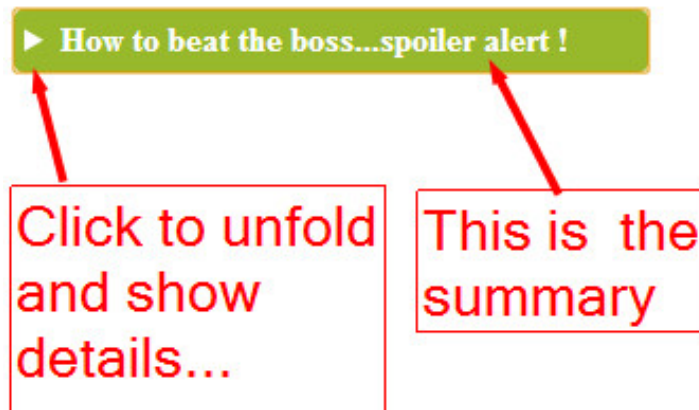 How to beat the boss...spoiler alert !
Click to unfold
and show
details...
This is the
summary